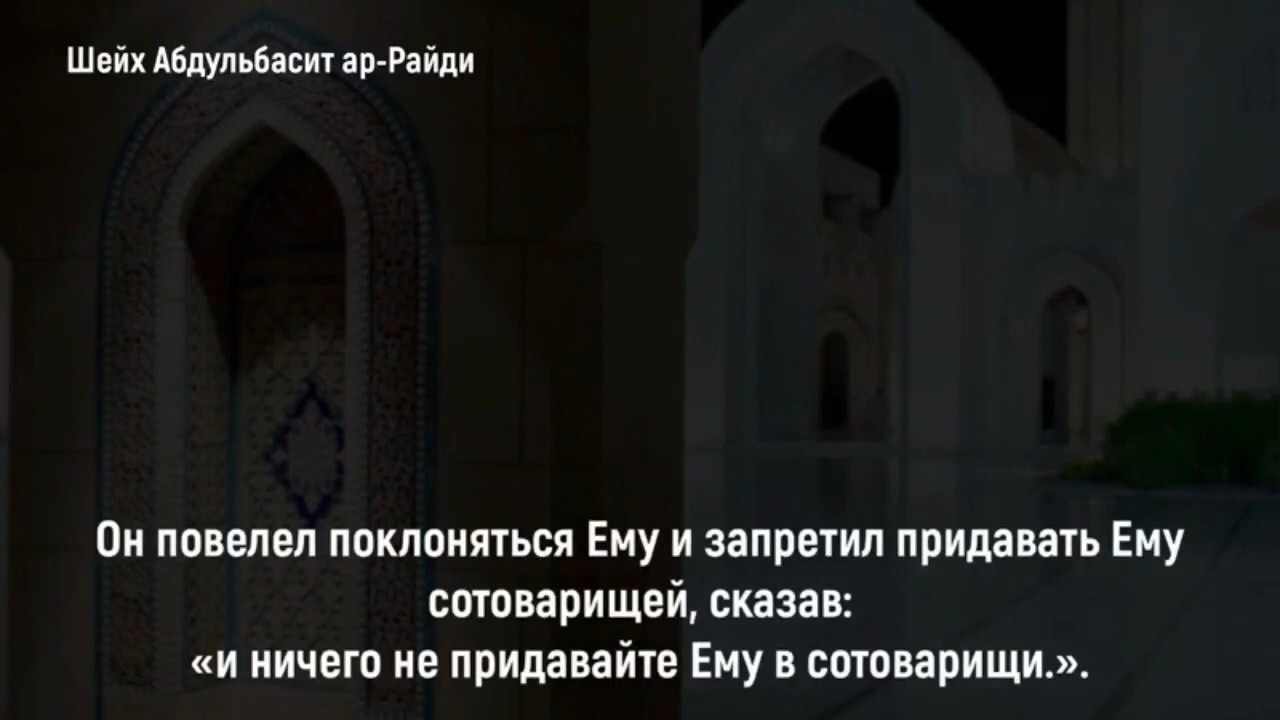 Шейх Абдульбасит ар-Райди
Он повелел поклоняться Ему и запретил придавать Ему
сотоварищей, сказав:
«и ничего не придавайте Ему в сотоварищи.».